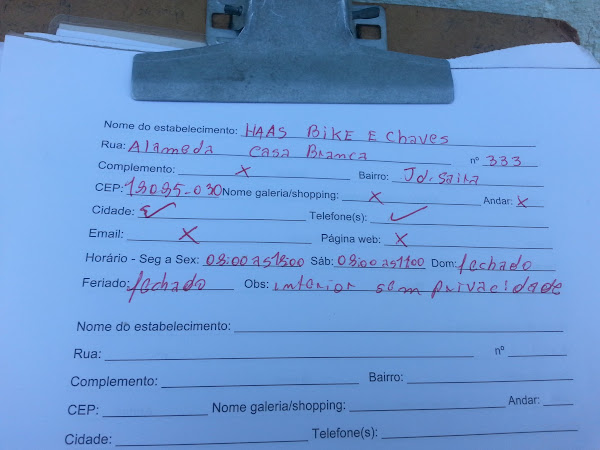 Nome do estabelecimento: HAAS BIKE E Chaves
Rua: Alameda Casa Branca nº 333
Complemento: X Bairro: Jd. Saira
CEP: 18085-030 Nome galeria/shopping: X Andar: X
Cidade: ✓ Telefone(s): ✓
Email: X Página web: X
Horário - Seg a Sex: 08:00 as 18:00 Sáb: 08:00 as 1100 Dom: fechado
Feriado: fechado Obs: interior sem privacidade
Nome do estabelecimento:
Rua: nº
Complemento: Bairro:
CEP: Nome galeria/shopping: Andar:
Cidade: Telefone(s):